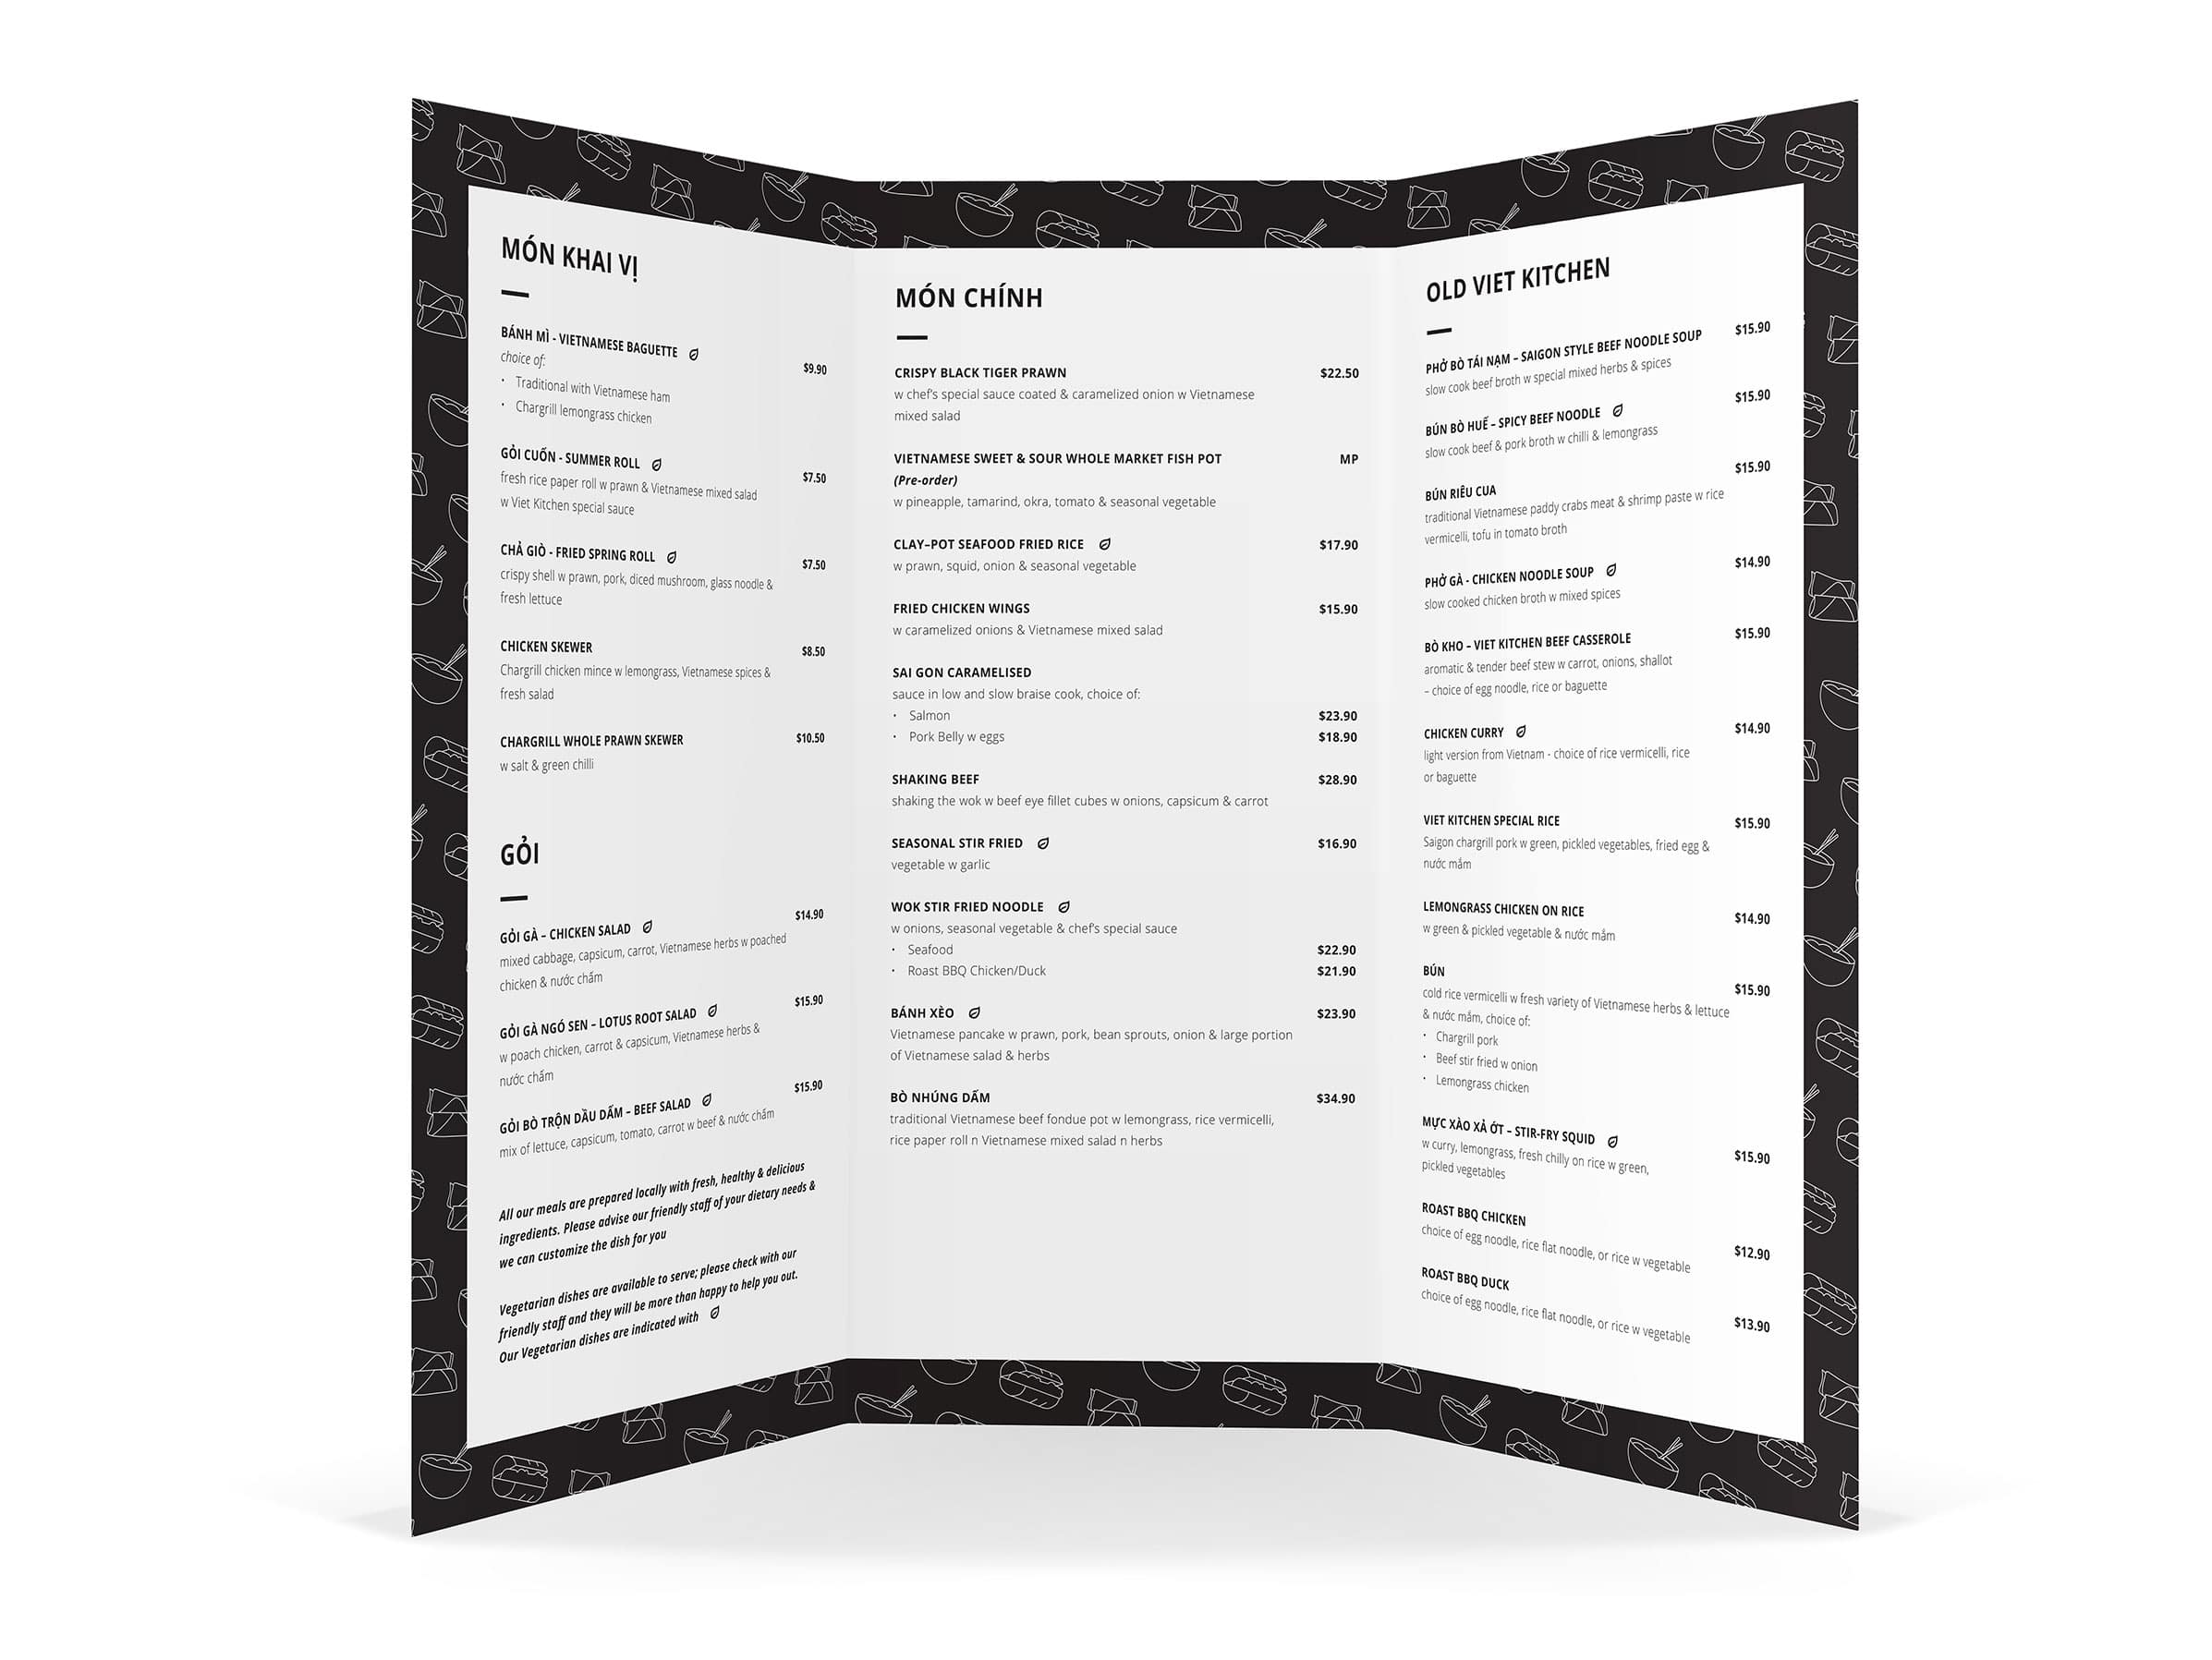 MÓN KHAI VỊ
BÁNH MÌ - VIETNAMESE BAGUETTE
choice of:
$9.90
• Traditional with Vietnamese ham
• Chargrill lemongrass chicken
GỎI CUỐN - SUMMER ROLL
$7.50
fresh rice paper roll w prawn & Vietnamese mixed salad
w Viet Kitchen special sauce
CHẢ GIÒ - FRIED SPRING ROLL
$7.50
crispy shell w prawn, pork, diced mushroom, glass noodle &
fresh lettuce
CHICKEN SKEWER $8.50
Chargrill chicken mince w lemongrass, Vietnamese spices &
fresh salad
CHARGRILL WHOLE PRAWN SKEWER $10.50
w salt & green chilli
GỎI
GỎI GÀ – CHICKEN SALAD $14.90
mixed cabbage, capsicum, carrot, Vietnamese herbs w poached
chicken & nước chấm
GỎI GÀ NGÓ SEN – LOTUS ROOT SALAD $15.90
w poach chicken, carrot & capsicum, Vietnamese herbs &
nước chấm
GỎI BÒ TRỘN DẦU DẤM – BEEF SALAD $15.90
mix of lettuce, capsicum, tomato, carrot w beef & nước chấm
All our meals are prepared locally with fresh, healthy & delicious
ingredients. Please advise our friendly staff of your dietary needs &
we can customize the dish for you
Vegetarian dishes are available to serve; please check with our
friendly staff and they will be more than happy to help you out.
Our Vegetarian dishes are indicated with
MÓN CHÍNH
CRISPY BLACK TIGER PRAWN $22.50
w chef's special sauce coated & caramelized onion w Vietnamese
mixed salad
VIETNAMESE SWEET & SOUR WHOLE MARKET FISH POT MP
(Pre-order)
w pineapple, tamarind, okra, tomato & seasonal vegetable
CLAY–POT SEAFOOD FRIED RICE $17.90
w prawn, squid, onion & seasonal vegetable
FRIED CHICKEN WINGS $15.90
w caramelized onions & Vietnamese mixed salad
SAI GON CARAMELISED
sauce in low and slow braise cook, choice of:
• Salmon $23.90
• Pork Belly w eggs $18.90
SHAKING BEEF $28.90
shaking the wok w beef eye fillet cubes w onions, capsicum & carrot
SEASONAL STIR FRIED $16.90
vegetable w garlic
WOK STIR FRIED NOODLE
w onions, seasonal vegetable & chef's special sauce
• Seafood $22.90
• Roast BBQ Chicken/Duck $21.90
BÁNH XÈO $23.90
Vietnamese pancake w prawn, pork, bean sprouts, onion & large portion
of Vietnamese salad & herbs
BÒ NHÚNG DẤM $34.90
traditional Vietnamese beef fondue pot w lemongrass, rice vermicelli,
rice paper roll n Vietnamese mixed salad n herbs
OLD VIET KITCHEN
PHỞ BÒ TÁI NẠM – SAIGON STYLE BEEF NOODLE SOUP $15.90
slow cook beef broth w special mixed herbs & spices
BÚN BÒ HUẾ – SPICY BEEF NOODLE $15.90
slow cook beef & pork broth w chilli & lemongrass
BÚN RIÊU CUA $15.90
traditional Vietnamese paddy crabs meat & shrimp paste w rice
vermicelli, tofu in tomato broth
PHỞ GÀ - CHICKEN NOODLE SOUP $14.90
slow cooked chicken broth w mixed spices
BÒ KHO – VIET KITCHEN BEEF CASSEROLE $15.90
aromatic & tender beef stew w carrot, onions, shallot
– choice of egg noodle, rice or baguette
CHICKEN CURRY $14.90
light version from Vietnam - choice of rice vermicelli, rice
or baguette
VIET KITCHEN SPECIAL RICE $15.90
Saigon chargrill pork w green, pickled vegetables, fried egg &
nước mắm
LEMONGRASS CHICKEN ON RICE $14.90
w green & pickled vegetable & nước mắm
BÚN
$15.90
cold rice vermicelli w fresh variety of Vietnamese herbs & lettuce
& nước mắm, choice of:
• Chargrill pork
• Beef stir fried w onion
• Lemongrass chicken
MỰC XÀO XẢ ỚT – STIR-FRY SQUID
$15.90
w curry, lemongrass, fresh chilly on rice w green,
pickled vegetables
ROAST BBQ CHICKEN
$12.90
choice of egg noodle, rice flat noodle, or rice w vegetable
ROAST BBQ DUCK
$13.90
choice of egg noodle, rice flat noodle, or rice w vegetable